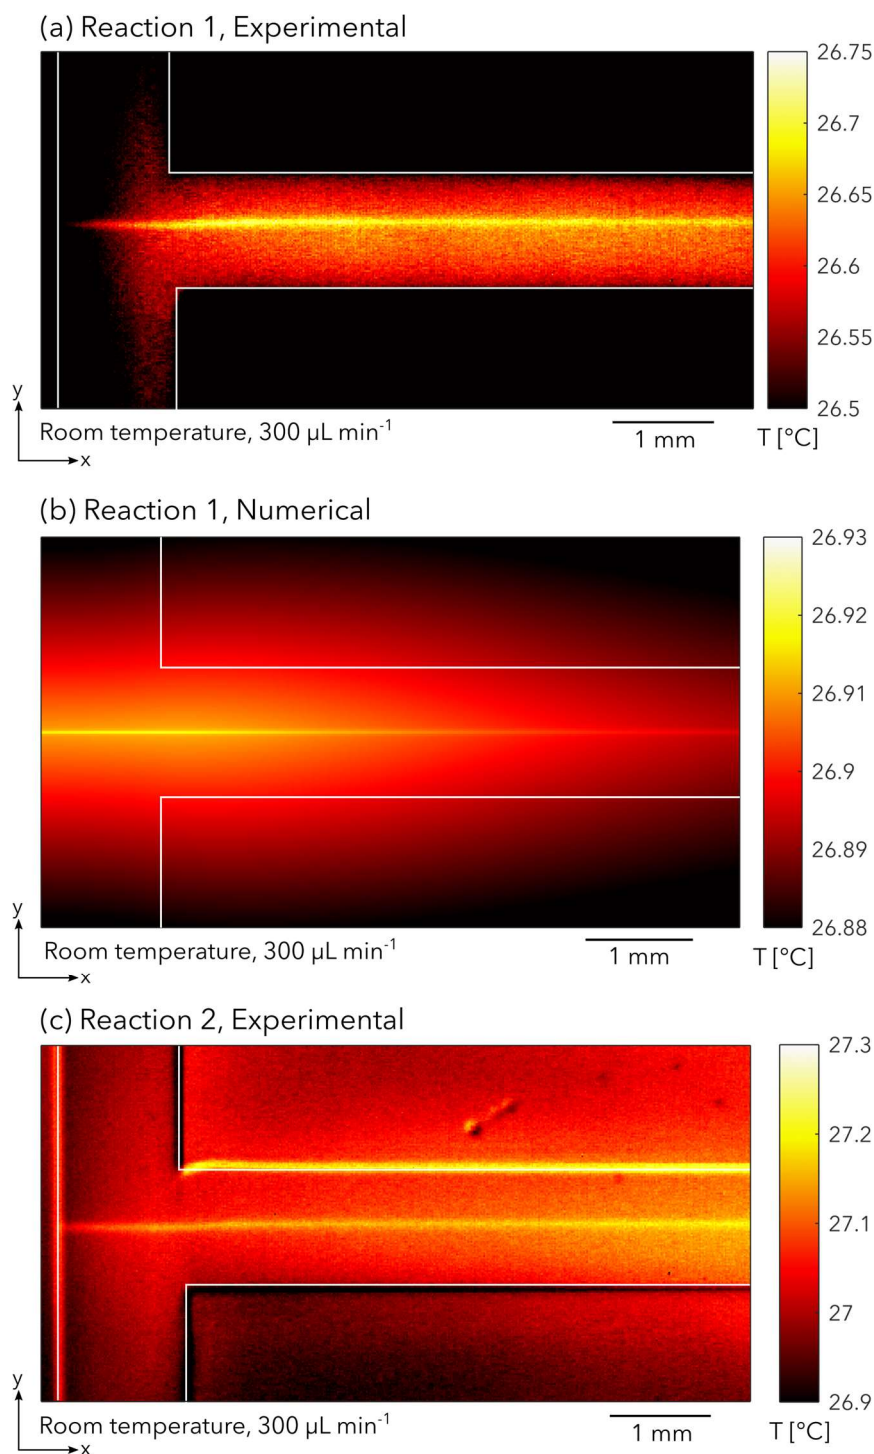 (a) Reaction 1, Experimental
26.75
26.7
26.65
26.6
26.55
26.5
y
x
Room temperature, 300 µL min⁻¹
1 mm
T [°C]
(b) Reaction 1, Numerical
26.93
26.92
26.91
26.9
26.89
26.88
y
x
Room temperature, 300 µL min⁻¹
1 mm
T [°C]
(c) Reaction 2, Experimental
27.3
27.2
27.1
27
26.9
y
x
Room temperature, 300 µL min⁻¹
1 mm
T [°C]